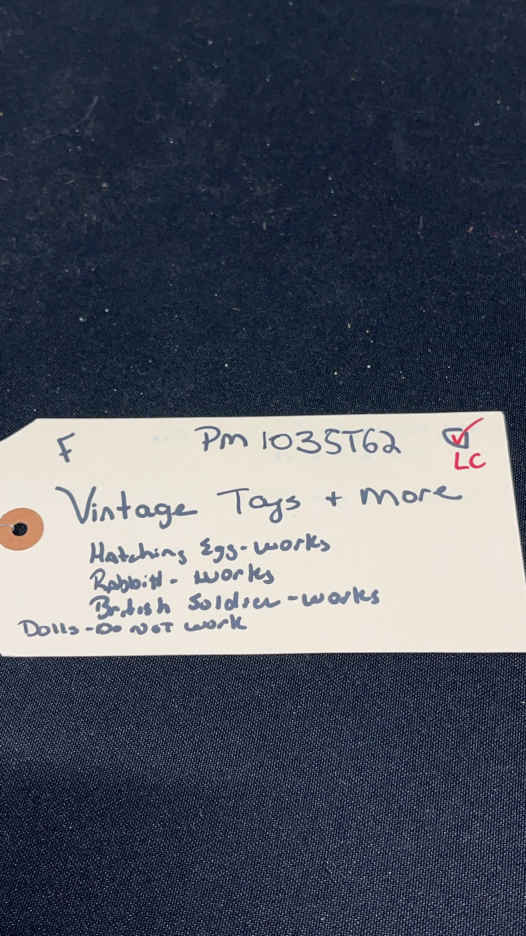 F PM 1035T62
LC
Vintage Toys + more
Hatching Egg-works
Rabbit - works
British Soldier - works
Dolls - Do NOT work